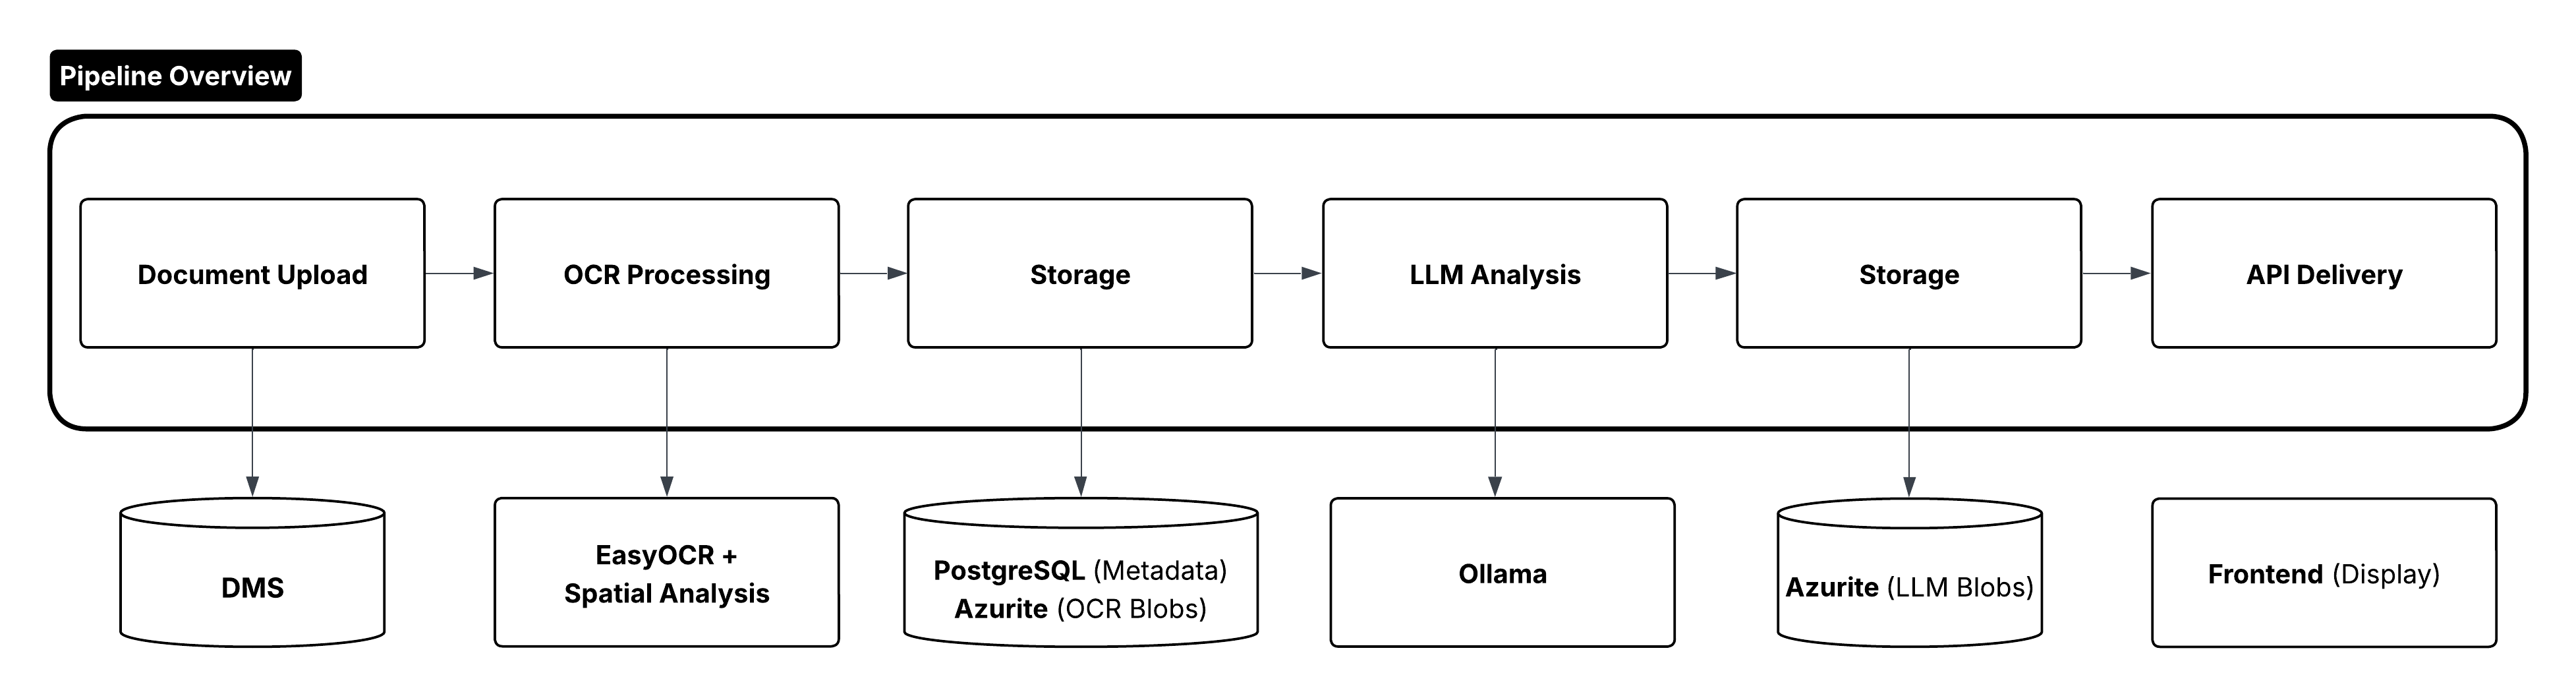 Pipeline Overview
Document Upload
OCR Processing
Storage
LLM Analysis
Storage
API Delivery
DMS
EasyOCR +
Spatial Analysis
PostgreSQL (Metadata)
Azurite (OCR Blobs)
Ollama
Azurite (LLM Blobs)
Frontend (Display)